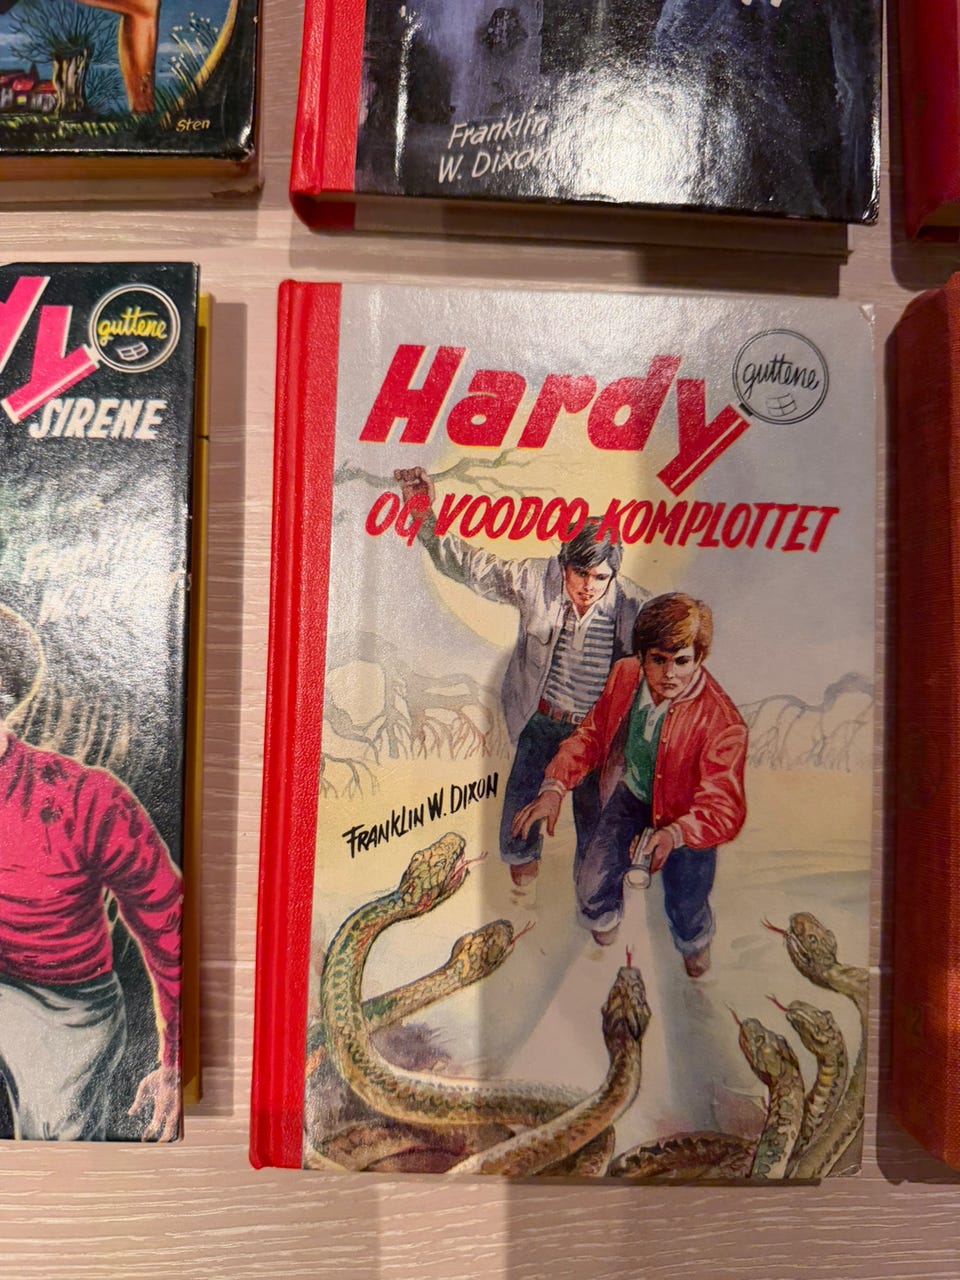 Sten
Franklin
W. Dixon
guttene
SIRENE
Hardy
guttene
OG VOODOO KOMPLOTTET
FRANKLIN W. DIXON